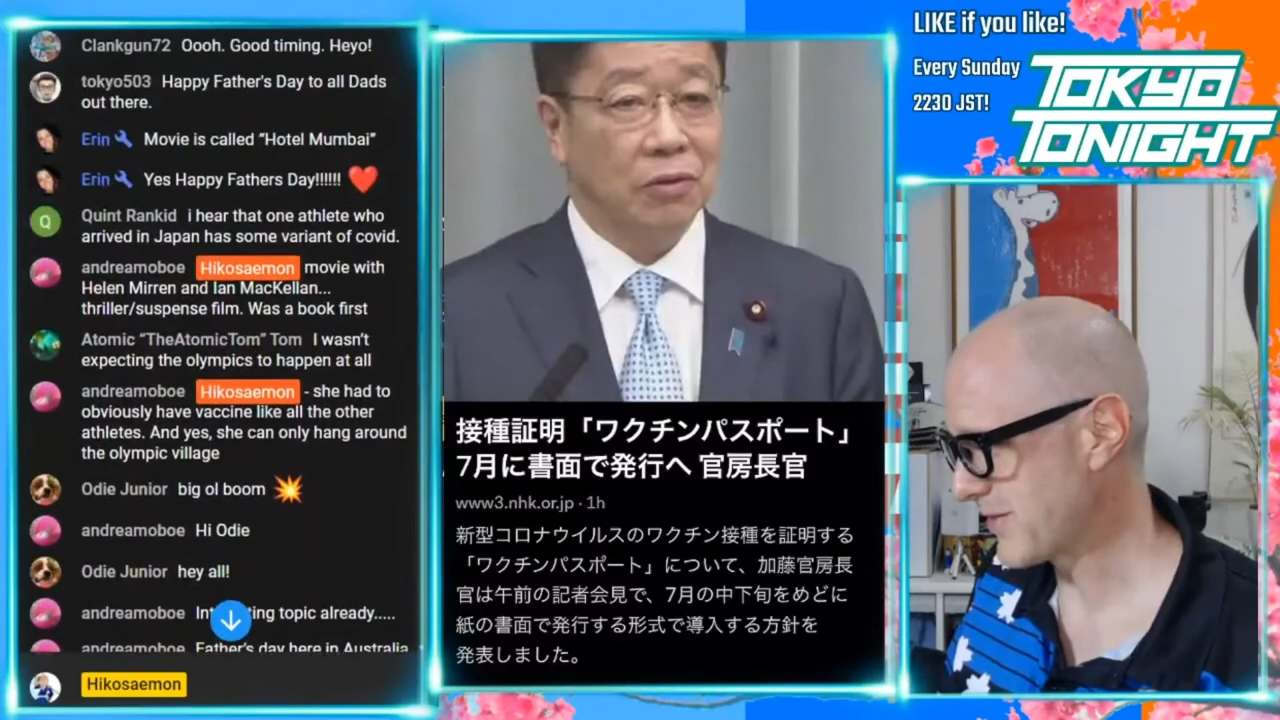 Clankgun72 Oooh. Good timing. Heyo!
tokyo503 Happy Father's Day to all Dads
out there.
Erin Movie is called “Hotel Mumbai”
Erin Yes Happy Fathers Day!!!!!! ❤️
Quint Rankid i hear that one athlete who
arrived in Japan has some variant of covid.
andreamoboe Hikosaemon movie with
Helen Mirren and Ian MacKellan...
thriller/suspense film. Was a book first
Atomic “TheAtomicTom” Tom I wasn't
expecting the olympics to happen at all
andreamoboe Hikosaemon - she had to
obviously have vaccine like all the other
athletes. And yes, she can only hang around
the olympic village
Odie Junior big ol boom 💥
andreamoboe Hi Odie
Odie Junior hey all!
andreamoboe topic already.....
andreamoboe Father's day here in Australia
Hikosaemon
接種証明「ワクチンパスポート」
7月に書面で発行へ 官房長官
www3.nhk.or.jp · 1h
新型コロナウイルスのワクチン接種を証明する
「ワクチンパスポート」について、加藤官房長
官は午前の記者会見で、7月の中下旬をめどに
紙の書面で発行する形式で導入する方針を
発表しました。
LIKE if you like!
Every Sunday
2230 JST!
TOKYO
TONIGHT